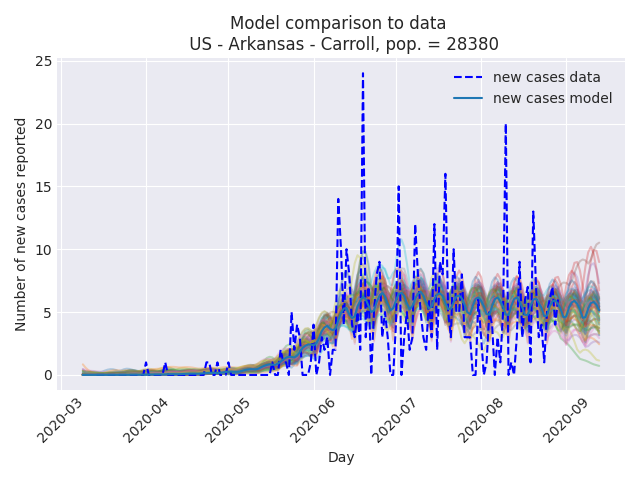 Model comparison to data
US - Arkansas - Carroll, pop. = 28380
new cases data
new cases model
Number of new cases reported
25
20
15
10
5
0
2020-03
2020-04
2020-05
2020-06
2020-07
2020-08
2020-09
Day